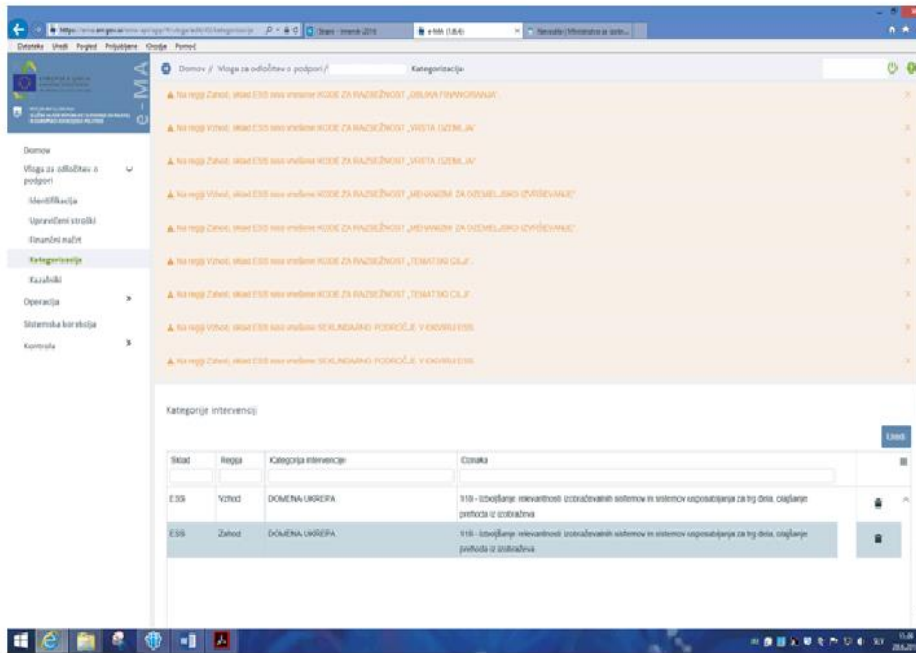 Datoteka Uredi Pogled Priljubljene Orodja Pomoč
e-MA
Domov / Vloga za odločitev o podpori / Kategorizacija
Na regiji Zahod, sklad ESS niso vnešene KODE ZA RAZSEŽNOST „OBLIKA FINANCIRANJA“.
Na regiji Vzhod, sklad ESS niso vnešene KODE ZA RAZSEŽNOST „VRSTA OZEMLJA“
Na regiji Zahod, sklad ESS niso vnešene KODE ZA RAZSEŽNOST „VRSTA OZEMLJA“
Na regiji Vzhod, sklad ESS niso vnešene KODE ZA RAZSEŽNOST „MEHANIZMI ZA OZEMELJSKO IZVRŠEVANJE“.
Na regiji Zahod, sklad ESS niso vnešene KODE ZA RAZSEŽNOST „MEHANIZMI ZA OZEMELJSKO IZVRŠEVANJE“.
Na regiji Vzhod, sklad ESS niso vnešene KODE ZA RAZSEŽNOST „TEMATSKI CILJ“.
Na regiji Zahod, sklad ESS niso vnešene KODE ZA RAZSEŽNOST „TEMATSKI CILJ“.
Na regiji Vzhod, sklad ESS niso vnešene SEKUNDARNO PODROČJE V OKVIRU ESS.
Na regiji Zahod, sklad ESS niso vnešene SEKUNDARNO PODROČJE V OKVIRU ESS.
Domov
Vloga za odločitev o
podpori
Identifikacija
Upravičeni stroški
Finančni načrt
Kategorizacija
Kazalniki
Operacija
Sistemska korekcija
Kontrola
Kategorije intervencij
Uredi
Sklad Regija Kategorija intervencije Oznaka
ESS Vzhod DOMENA UKREPA 118 - Izboljšanje relevantnosti izobraževalnih sistemov in sistemov usposabljanja za trg dela, olajšanje
prehoda iz izobraževa
ESS Zahod DOMENA UKREPA 118 - Izboljšanje relevantnosti izobraževalnih sistemov in sistemov usposabljanja za trg dela, olajšanje
prehoda iz izobraževa